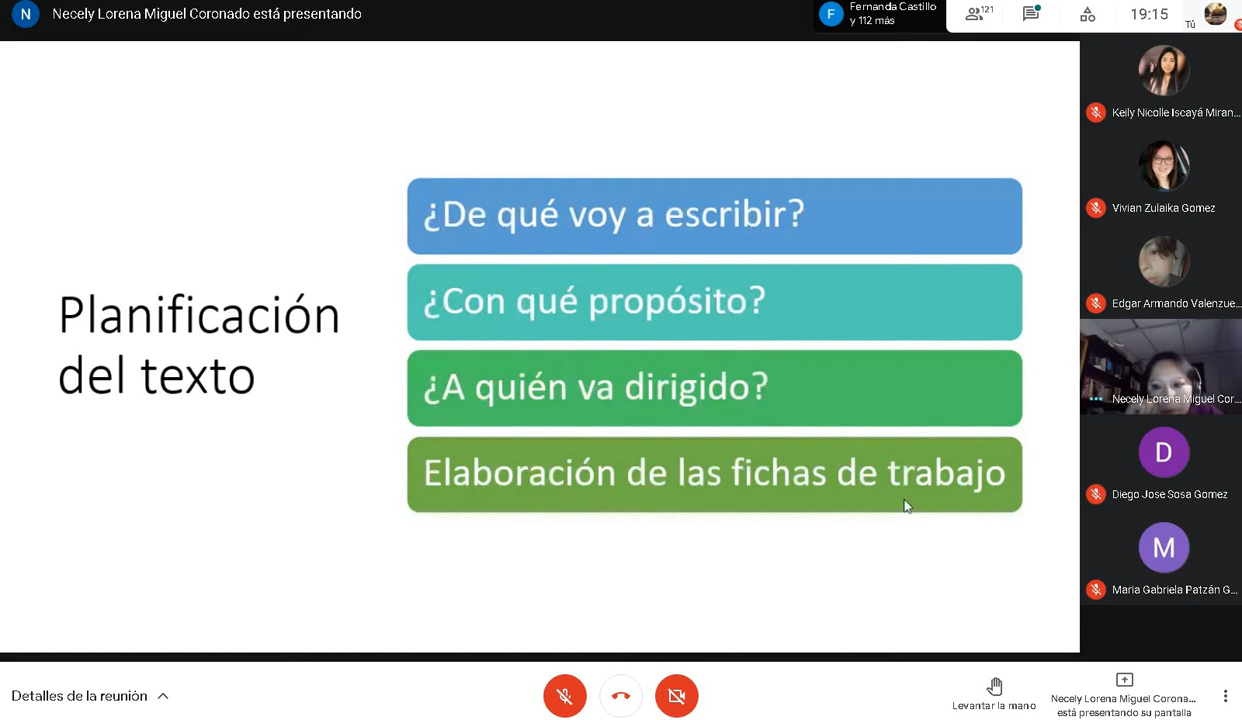 N Necely Lorena Miguel Coronado está presentando
F Fernanda Castillo
y 112 más
121
19:15
Tú
Planificación
del texto
¿De qué voy a escribir?
¿Con qué propósito?
¿A quién va dirigido?
Elaboración de las fichas de trabajo
Keily Nicolle Iscayá Miran...
Vivian Zulaika Gomez
Edgar Armando Valenzue...
Necely Lorena Miguel Cor...
D
Diego Jose Sosa Gomez
M
Maria Gabriela Patzán G...
Detalles de la reunión
Levantar la mano
Necely Lorena Miguel Corona...
está presentando su pantalla